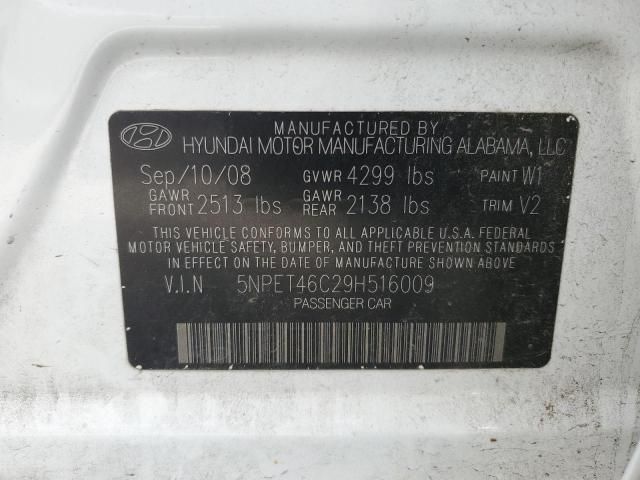 MANUFACTURED BY
HYUNDAI MOTOR MANUFACTURING ALABAMA, LLC
Sep/10/08 GVWR 4299 lbs PAINT W1
GAWR FRONT 2513 lbs GAWR REAR 2138 lbs TRIM V2
THIS VEHICLE CONFORMS TO ALL APPLICABLE U.S.A. FEDERAL
MOTOR VEHICLE SAFETY, BUMPER, AND THEFT PREVENTION STANDARDS
IN EFFECT ON THE DATE OF MANUFACTURE SHOWN ABOVE.
V.I.N 5NPET46C29H516009
PASSENGER CAR